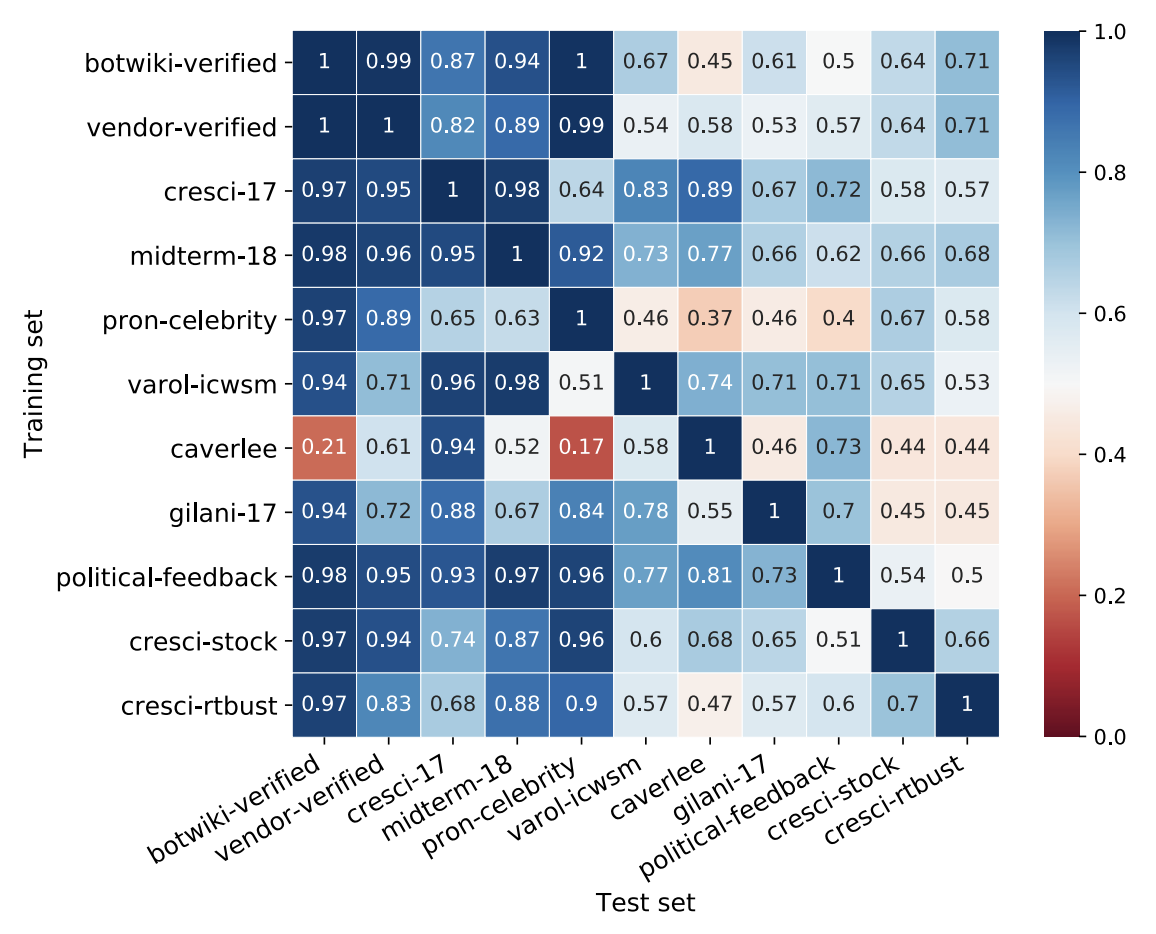 botwiki-verified 1 0.99 0.87 0.94 1 0.67 0.45 0.61 0.5 0.64 0.71
vendor-verified 1 1 0.82 0.89 0.99 0.54 0.58 0.53 0.57 0.64 0.71
cresci-17 0.97 0.95 1 0.98 0.64 0.83 0.89 0.67 0.72 0.58 0.57
midterm-18 0.98 0.96 0.95 1 0.92 0.73 0.77 0.66 0.62 0.66 0.68
pron-celebrity 0.97 0.89 0.65 0.63 1 0.46 0.37 0.46 0.4 0.67 0.58
varol-icwsm 0.94 0.71 0.96 0.98 0.51 1 0.74 0.71 0.71 0.65 0.53
caverlee 0.21 0.61 0.94 0.52 0.17 0.58 1 0.46 0.73 0.44 0.44
gilani-17 0.94 0.72 0.88 0.67 0.84 0.78 0.55 1 0.7 0.45 0.45
political-feedback 0.98 0.95 0.93 0.97 0.96 0.77 0.81 0.73 1 0.54 0.5
cresci-stock 0.97 0.94 0.74 0.87 0.96 0.6 0.68 0.65 0.51 1 0.66
cresci-rtbust 0.97 0.83 0.68 0.88 0.9 0.57 0.47 0.57 0.6 0.7 1
Training set
botwiki-verified
vendor-verified
cresci-17
midterm-18
pron-celebrity
varol-icwsm
caverlee
gilani-17
political-feedback
cresci-stock
cresci-rtbust
Test set
1.0
0.8
0.6
0.4
0.2
0.0